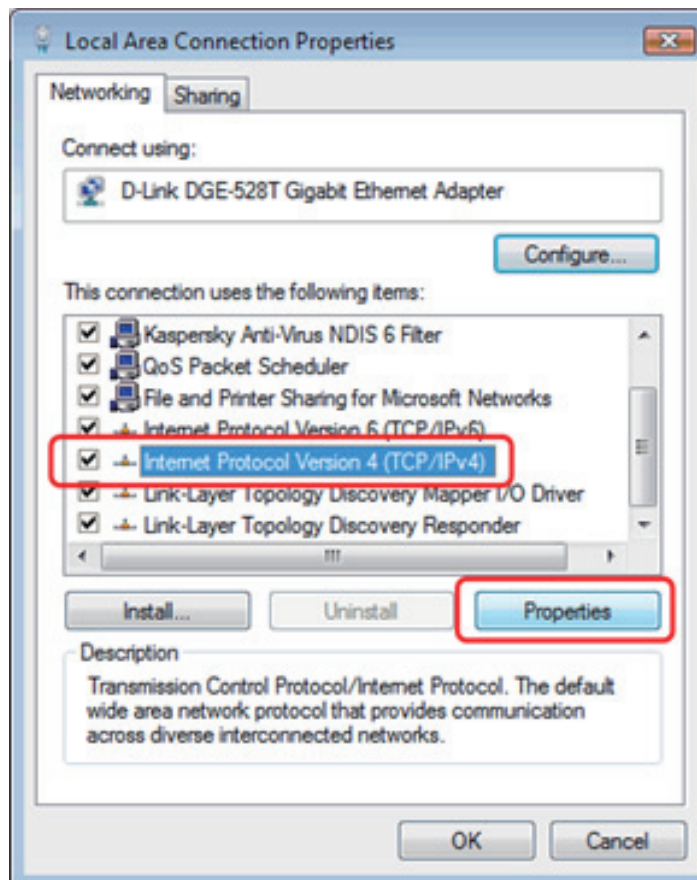 Local Area Connection Properties
Networking
Sharing
Connect using:
D-Link DGE-528T Gigabit Ethernet Adapter
Configure...
This connection uses the following items:
Kaspersky Anti-Virus NDIS 6 Filter
QoS Packet Scheduler
File and Printer Sharing for Microsoft Networks
Internet Protocol Version 6 (TCP/IPv6)
Internet Protocol Version 4 (TCP/IPv4)
Link-Layer Topology Discovery Mapper I/O Driver
Link-Layer Topology Discovery Responder
Install...
Uninstall
Properties
Description
Transmission Control Protocol/Internet Protocol. The default
wide area network protocol that provides communication
across diverse interconnected networks.
OK
Cancel